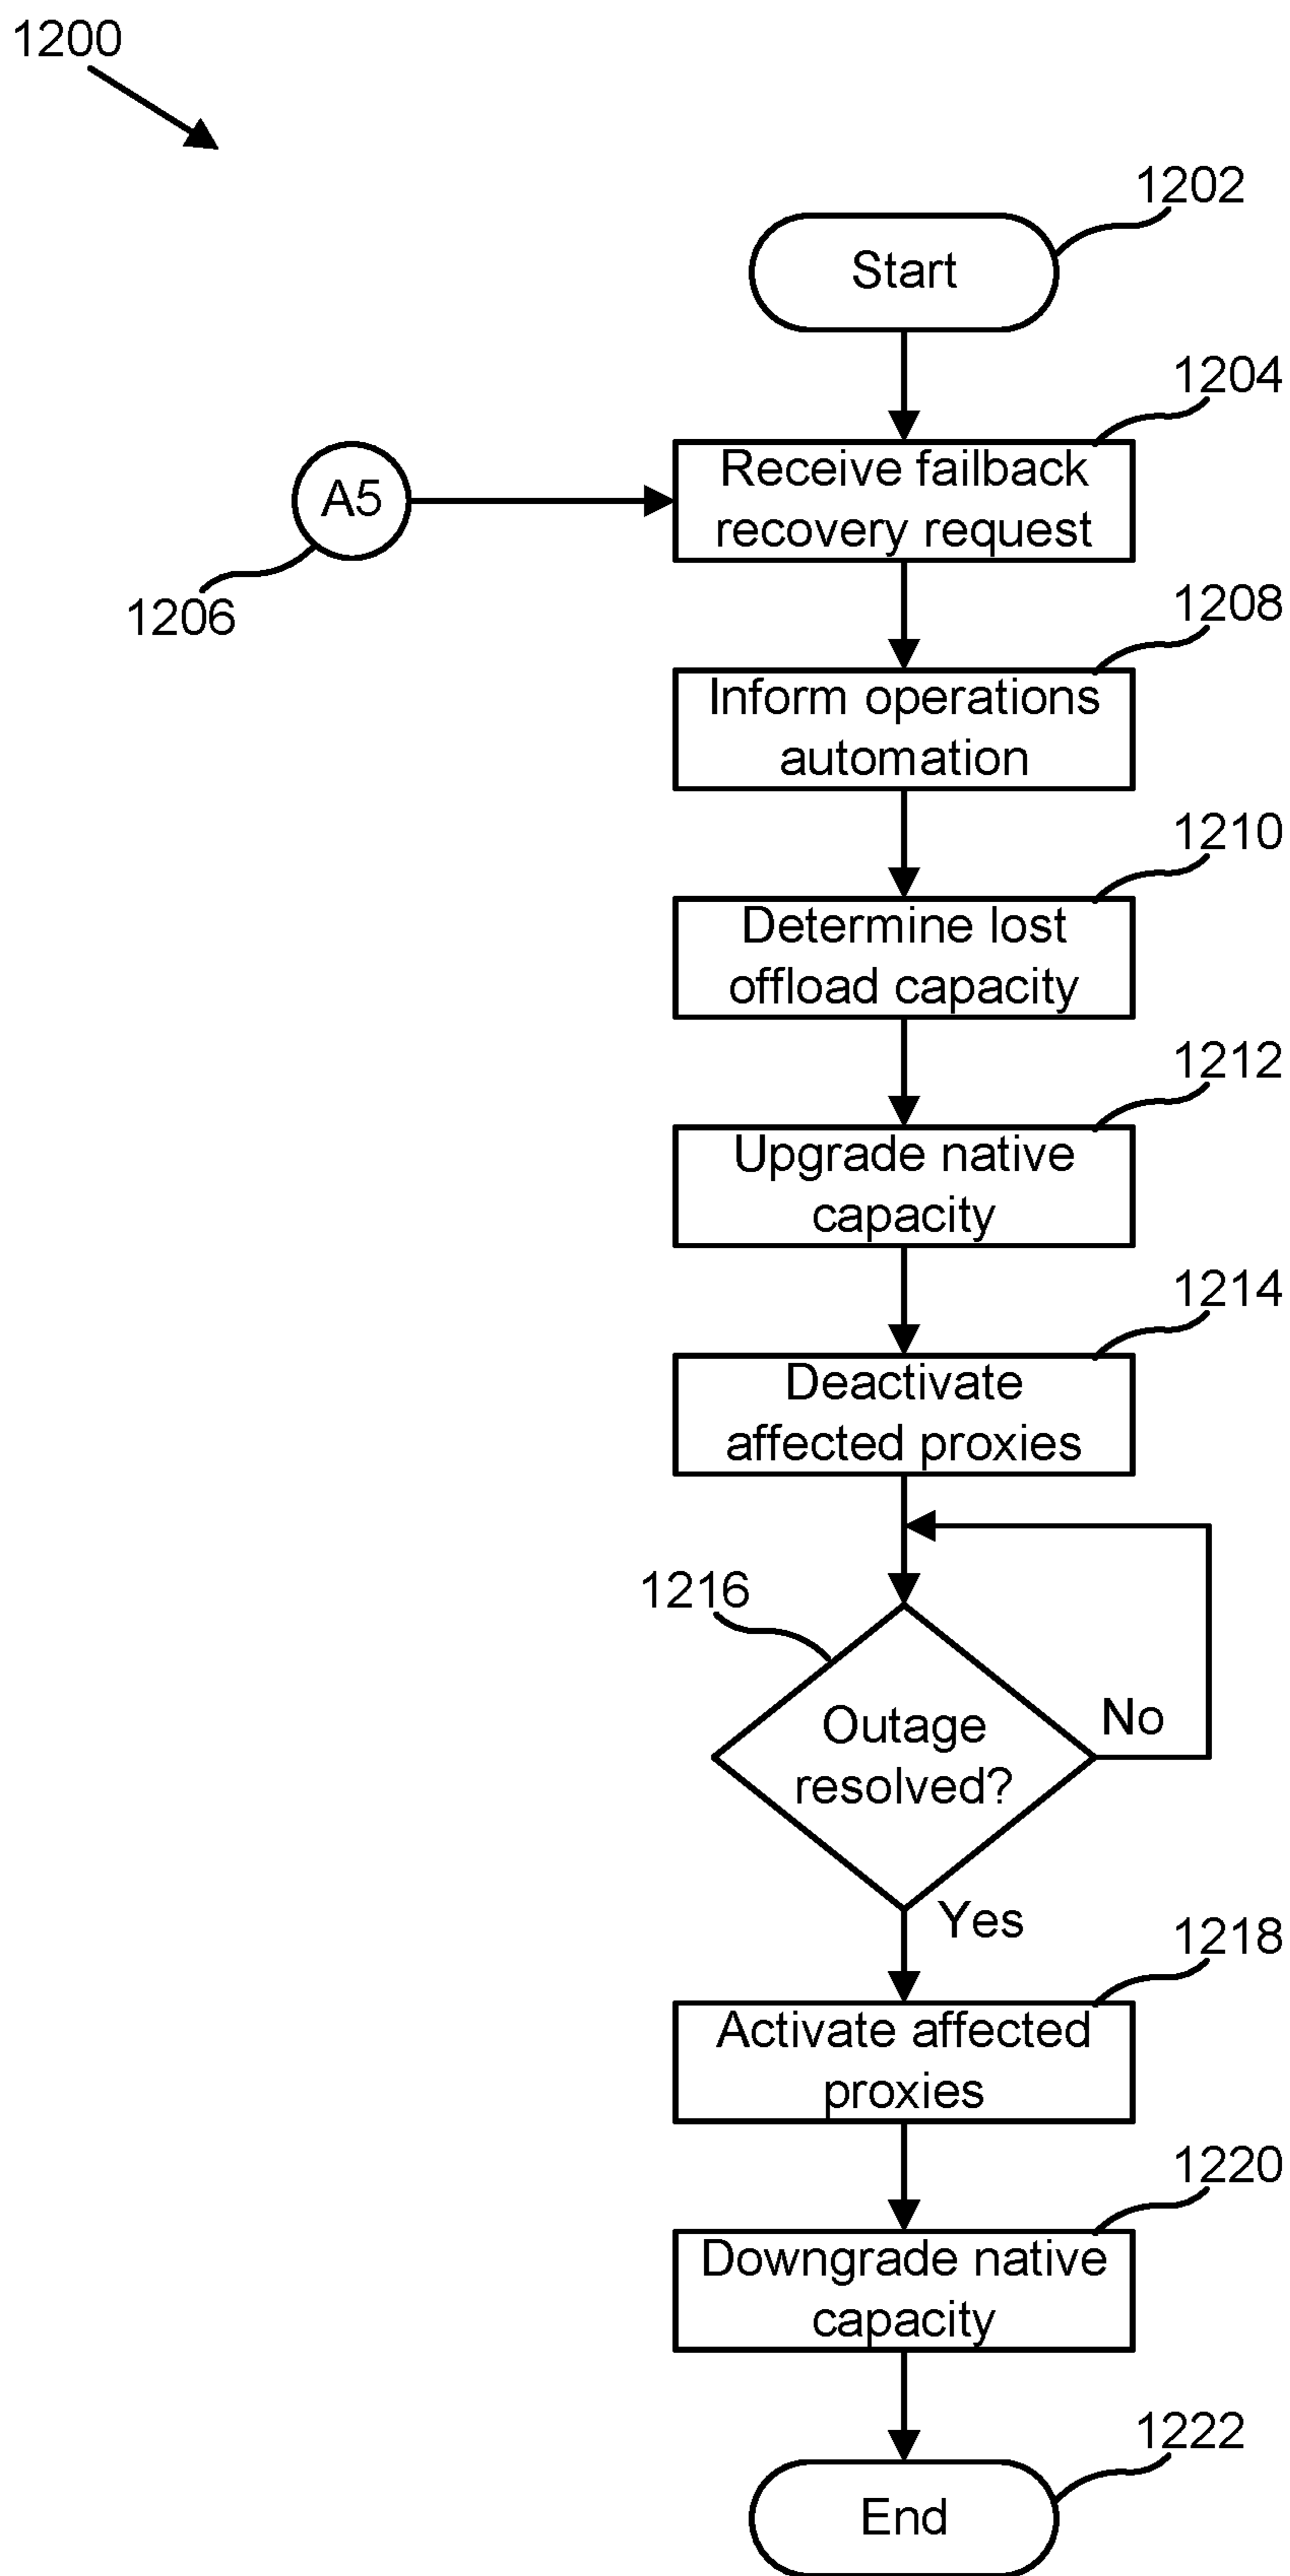 1200
1202
Start
1204
Receive failback
recovery request
A5
1206
1208
Inform operations
automation
1210
Determine lost
offload capacity
1212
Upgrade native
capacity
1214
Deactivate
affected proxies
1216
Outage
resolved?
No
Yes
1218
Activate affected
proxies
1220
Downgrade native
capacity
1222
End